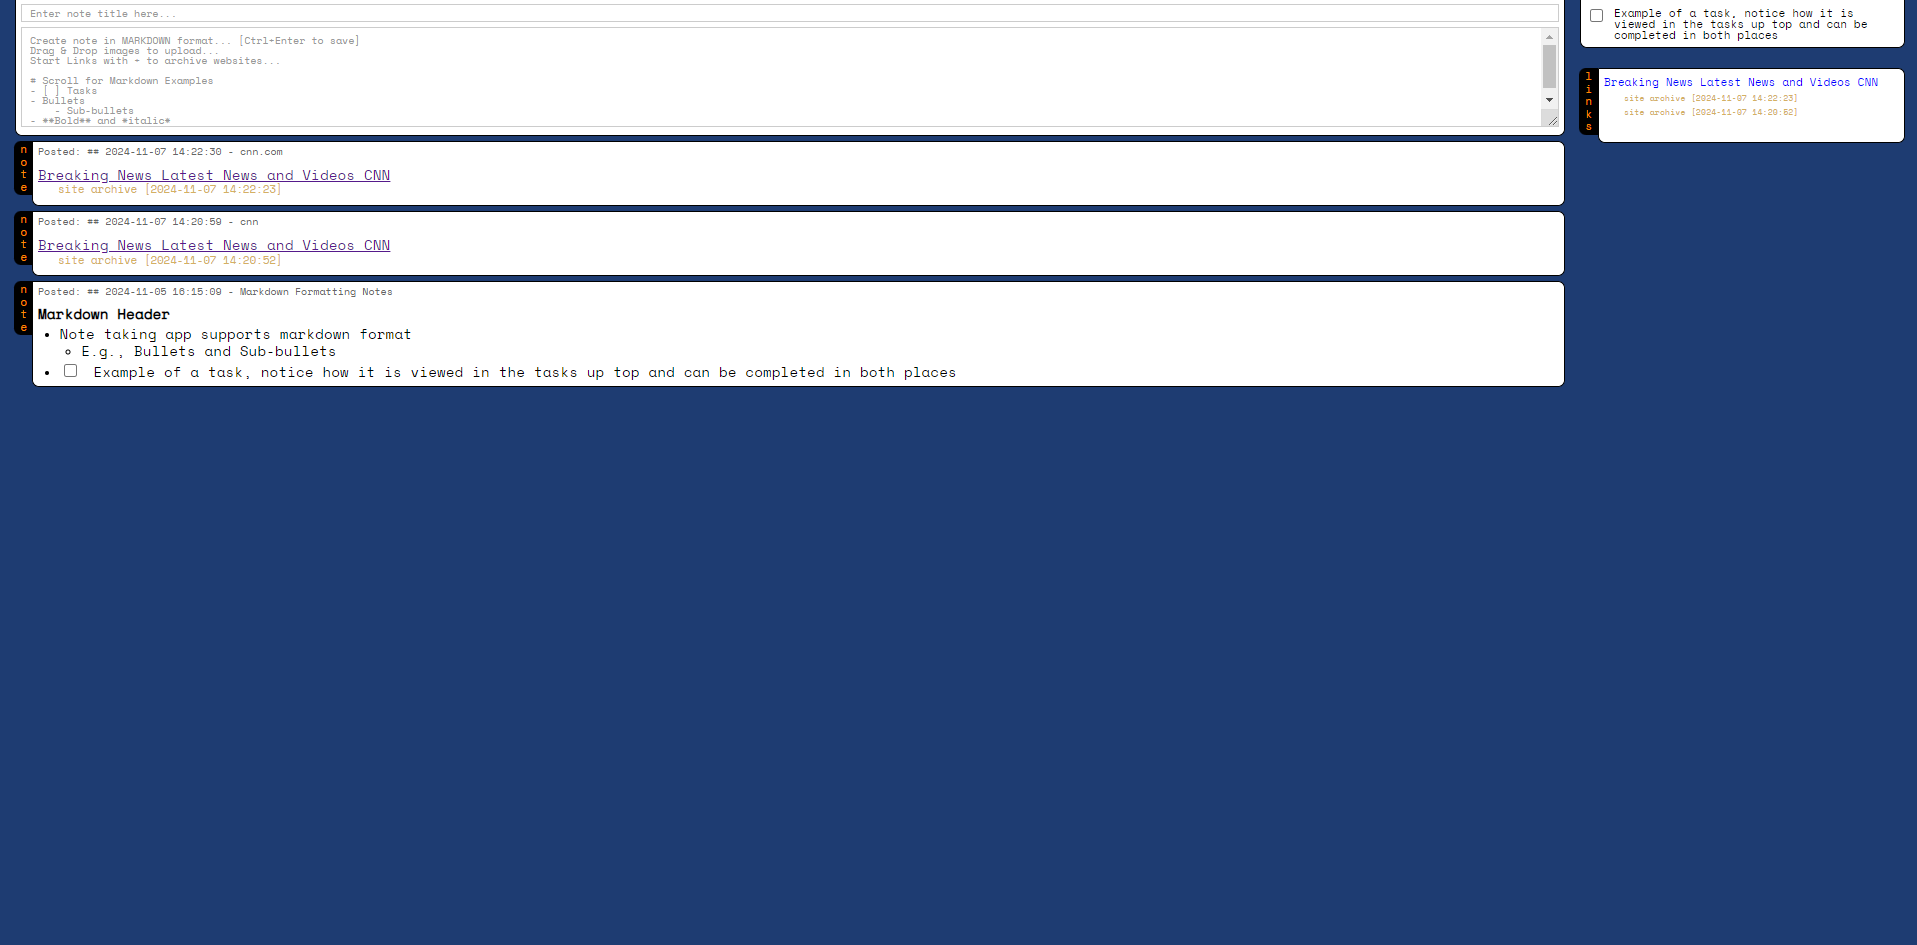 Enter note title here...
Create note in MARKDOWN format... [Ctrl+Enter to save]
Drag & Drop images to upload...
Start Links with + to archive websites...
# Scroll for Markdown Examples
- [ ] Tasks
- Bullets
- Sub-bullets
- **Bold** and *italic*
note
Posted: ## 2024-11-07 14:22:30 - cnn.com
Breaking News Latest News and Videos CNN
site archive [2024-11-07 14:22:23]
note
Posted: ## 2024-11-07 14:20:59 - cnn
Breaking News Latest News and Videos CNN
site archive [2024-11-07 14:20:52]
note
Posted: ## 2024-11-05 16:15:09 - Markdown Formatting Notes
Markdown Header
Note taking app supports markdown format
E.g., Bullets and Sub-bullets
Example of a task, notice how it is viewed in the tasks up top and can be completed in both places
Example of a task, notice how it is
viewed in the tasks up top and can be
completed in both places
links
Breaking News Latest News and Videos CNN
site archive [2024-11-07 14:22:23]
site archive [2024-11-07 14:20:52]